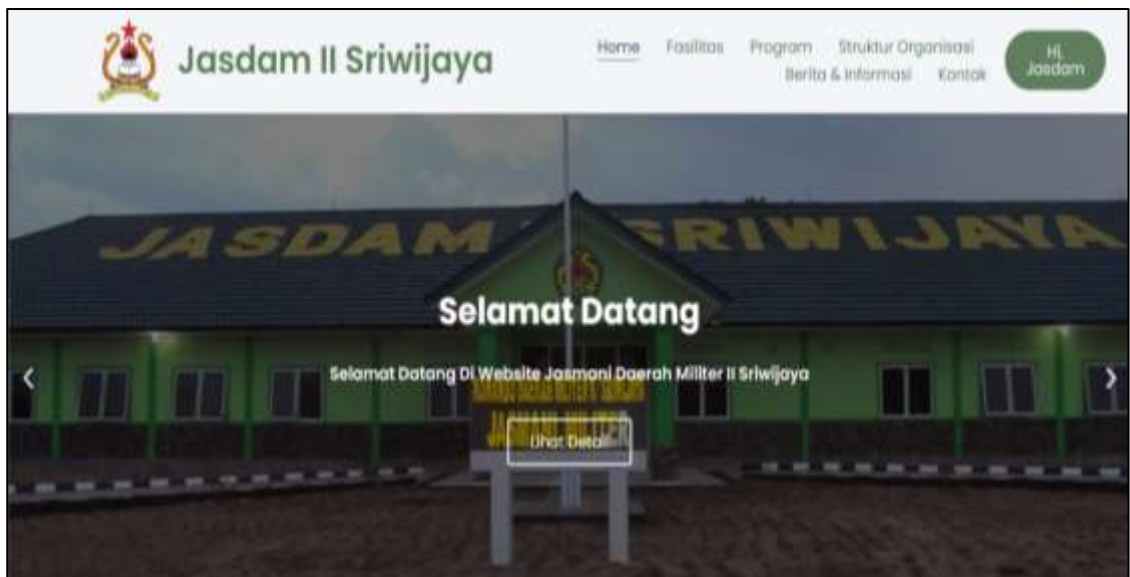 Jasdam II Sriwijaya
Home Fasilitas Program Struktur Organisasi
Berita & Informasi Kontak
Hi, Jasdam
JASDAM SRIWIJAYA
Selamat Datang
Selamat Datang Di Website Jasmani Daerah Militer II Sriwijaya
Lihat Detail